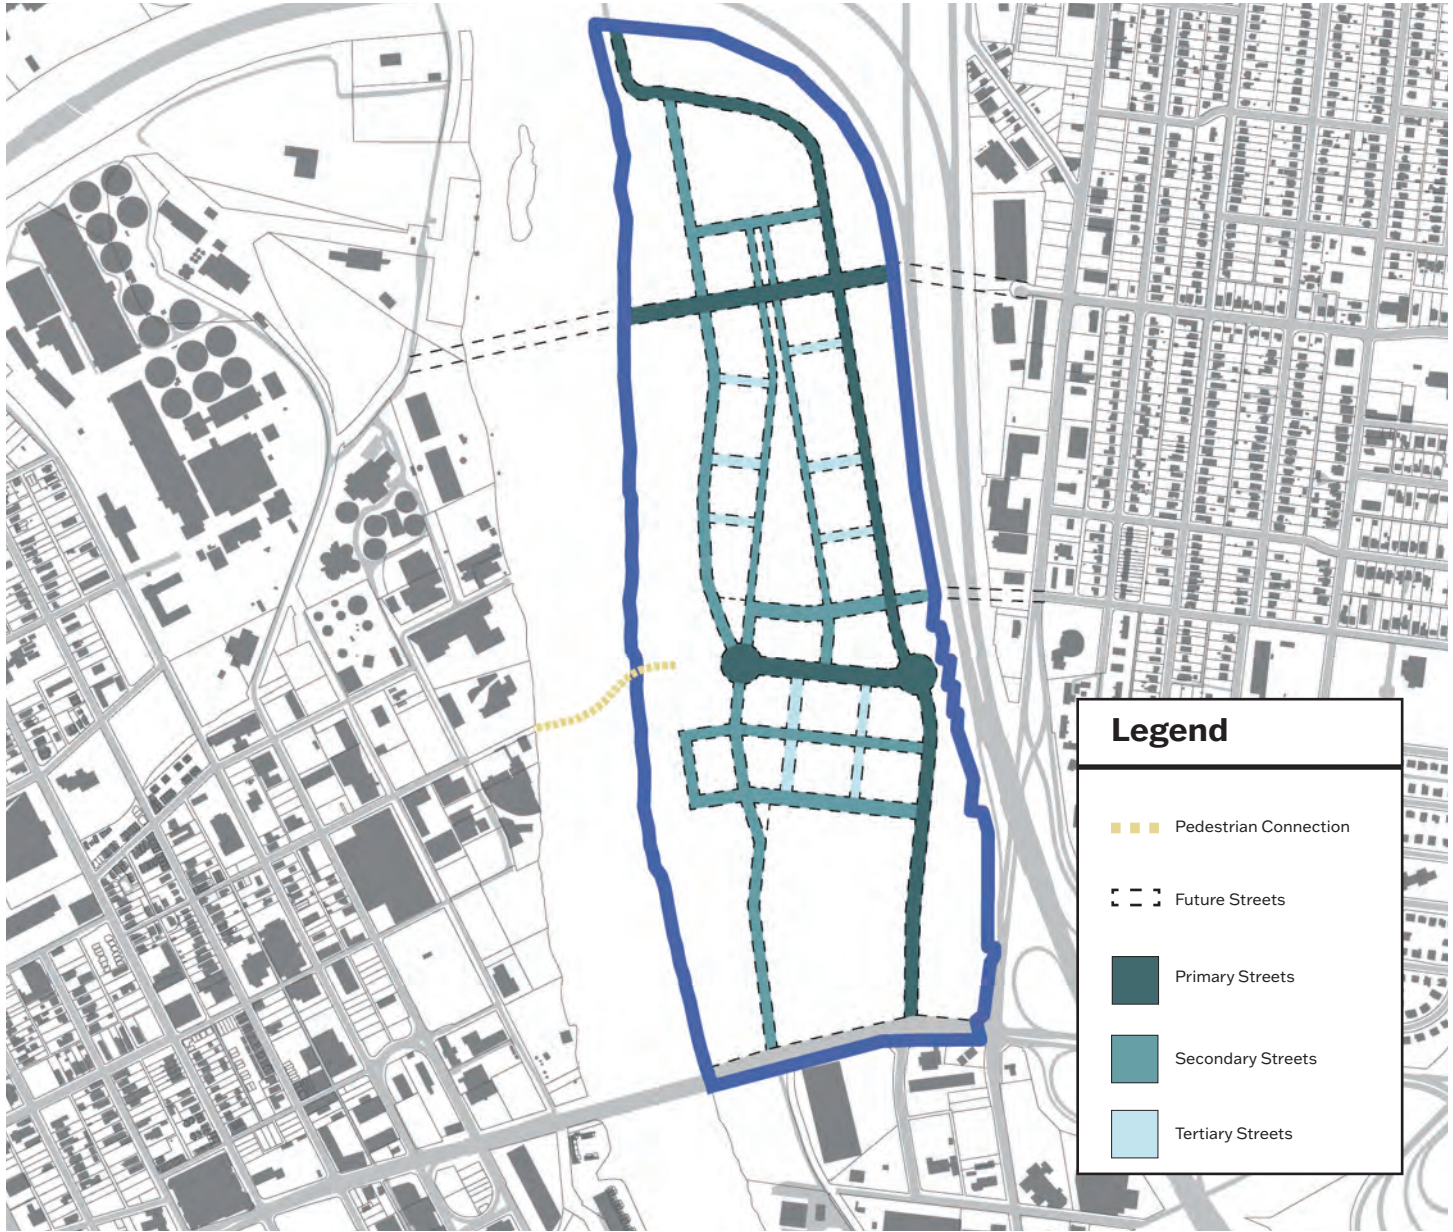 Legend
Pedestrian Connection
Future Streets
Primary Streets
Secondary Streets
Tertiary Streets